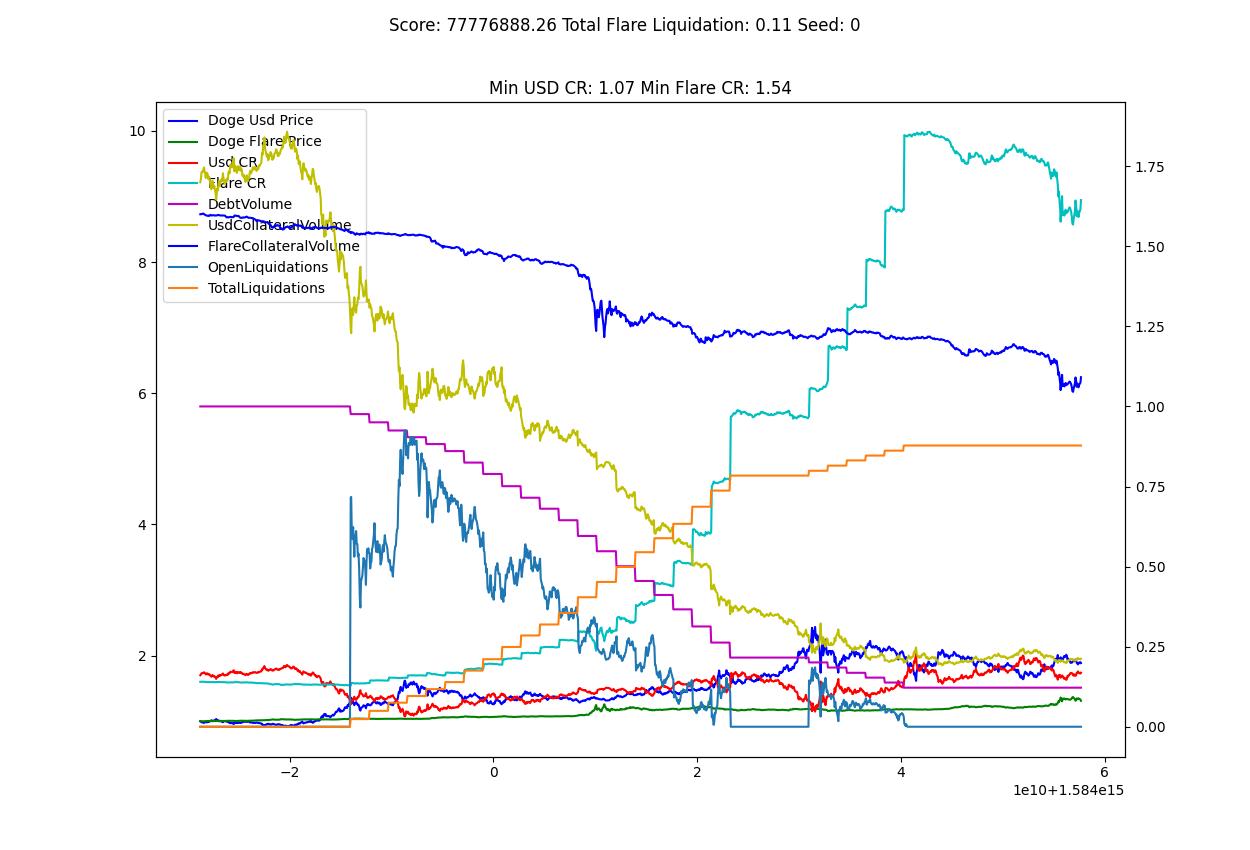 Score: 77776888.26 Total Flare Liquidation: 0.11 Seed: 0
Min USD CR: 1.07 Min Flare CR: 1.54
Doge Usd Price
Doge Flare Price
Usd CR
Flare CR
DebtVolume
UsdCollateralVolume
FlareCollateralVolume
OpenLiquidations
TotalLiquidations
10
8
6
4
2
1.75
1.50
1.25
1.00
0.75
0.50
0.25
0.00
−2
0
2
4
6
1e10+1.584e15